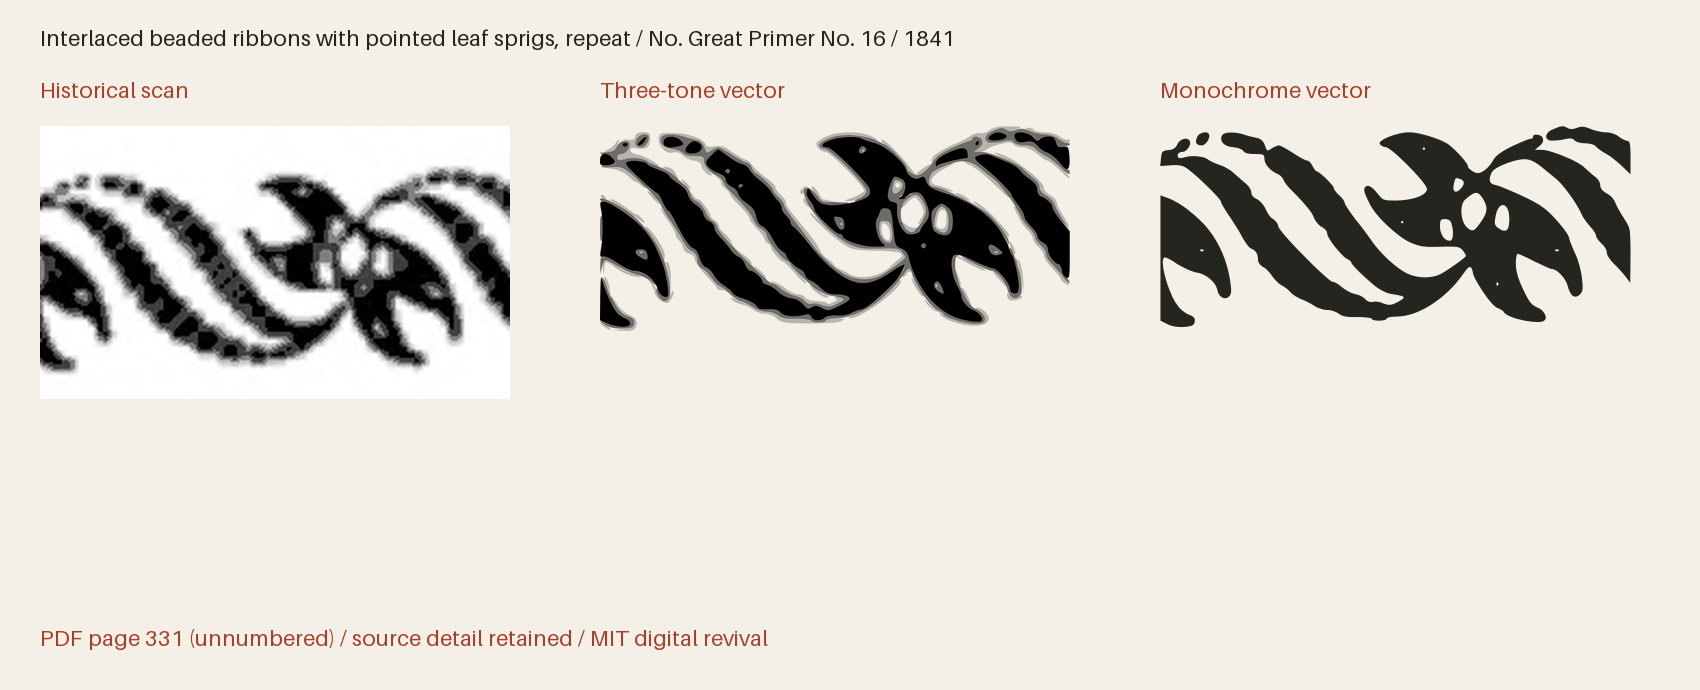 Interlaced beaded ribbons with pointed leaf sprigs, repeat / No. Great Primer No. 16 / 1841
Historical scan
Three-tone vector
Monochrome vector
PDF page 331 (unnumbered) / source detail retained / MIT digital revival